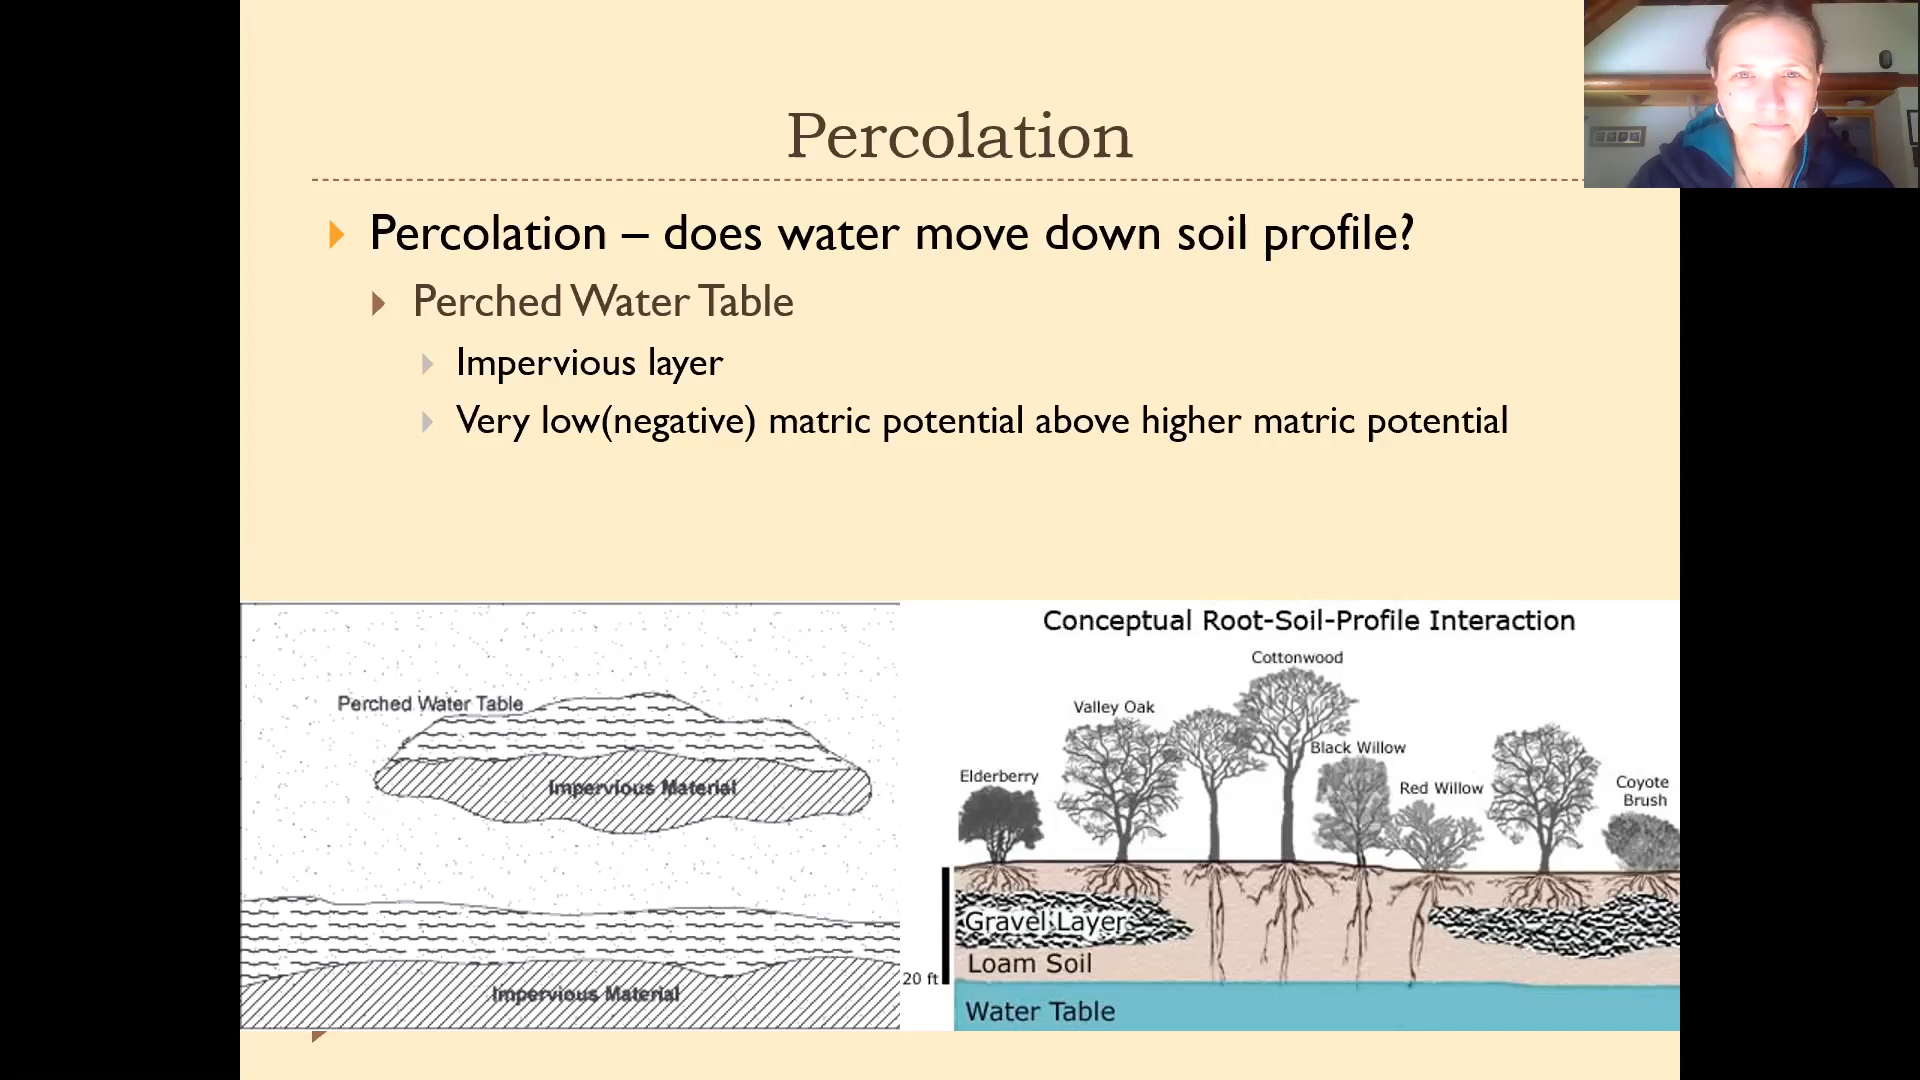 Percolation
Percolation – does water move down soil profile?
Perched Water Table
Impervious layer
Very low(negative) matric potential above higher matric potential
Perched Water Table
Impervious Material
Impervious Material
Conceptual Root-Soil-Profile Interaction
Cottonwood
Valley Oak
Black Willow
Elderberry
Red Willow
Coyote
Brush
Gravel Layer
Loam Soil
20 ft
Water Table